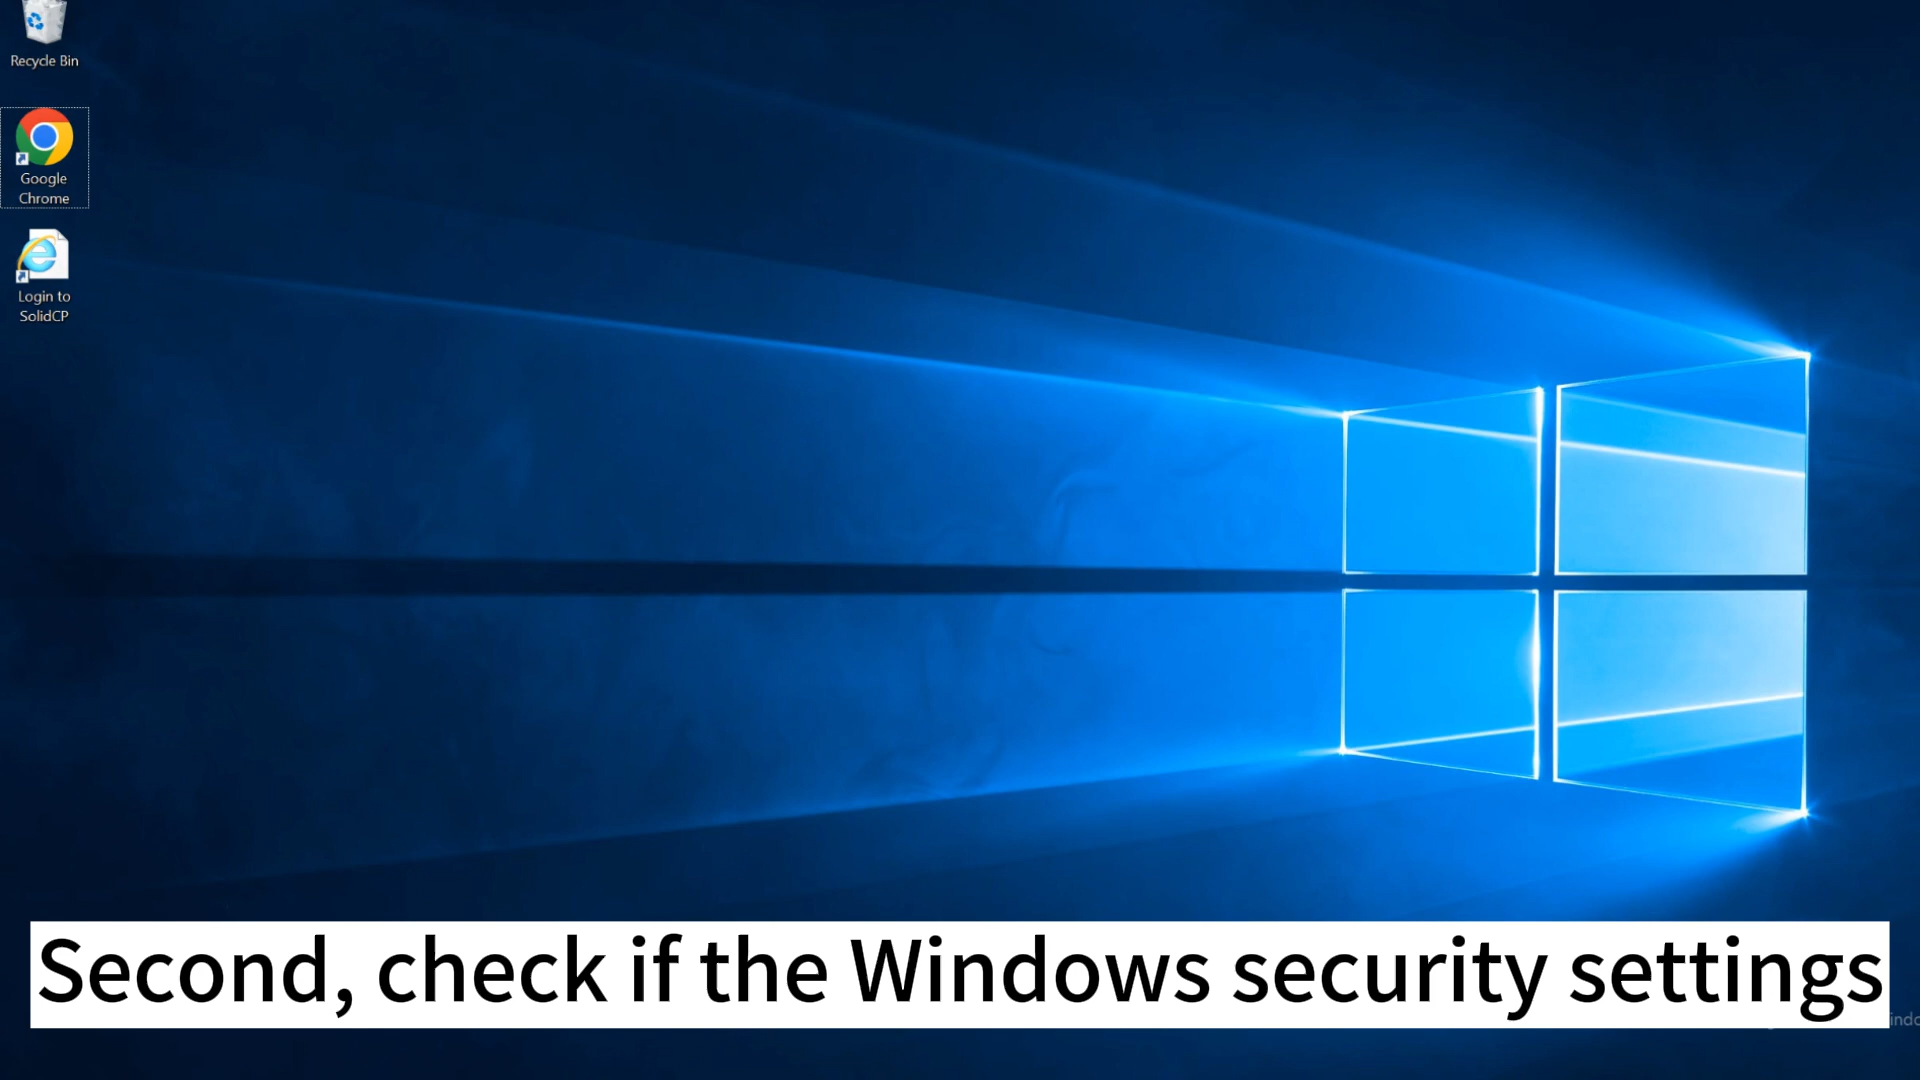 Recycle Bin
Google
Chrome
Login to
SolidCP
Second, check if the Windows security settings